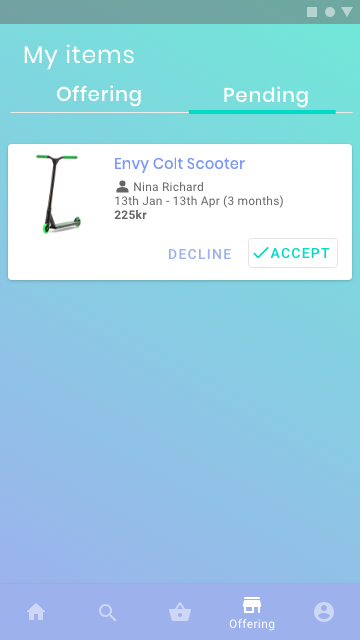 My items
Offering
Pending
Envy Colt Scooter
Nina Richard
13th Jan - 13th Apr (3 months)
225kr
DECLINE
ACCEPT
Offering